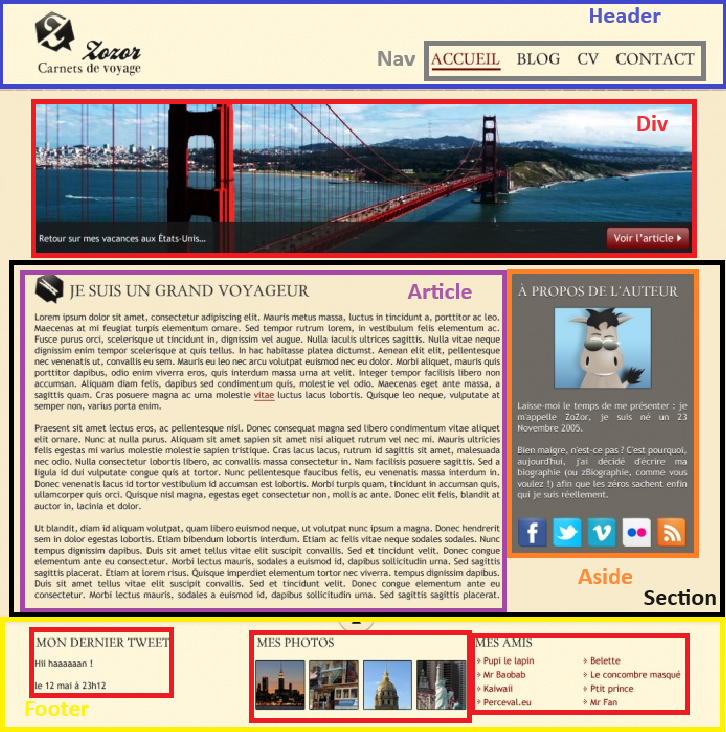 Header
Zozor
Carnets de voyage
Nav
ACCUEIL BLOG CV CONTACT
Div
Retour sur mes vacances aux États-Unis...
Voir l'article
JE SUIS UN GRAND VOYAGEUR
Article
Lorem ipsum dolor sit amet, consectetur adipiscing elit. Mauris metus massa, luctus in tincidunt a, porttitor ac leo.
Maecenas at mi feugiat turpis elementum ornare. Sed tempor rutrum lorem, in vestibulum felis elementum ac.
Fusce purus orci, scelerisque ut tincidunt in, dignissim vel augue. Nulla iaculis ultrices sagittis. Nulla vitae neque
dignissim enim tempor scelerisque at quis tellus. In hac habitasse platea dictumst. Aenean elit elit, pellentesque
nec venenatis ut, convallis eu sem. Mauris eu leo nec arcu volutpat euismod nec eu dolor. Morbi aliquet, mauris quis
porttitor dapibus, odio enim viverra eros, quis interdum massa urna at velit. Integer tempor facilisis libero non
accumsan. Aliquam diam felis, dapibus sed condimentum quis, molestie vel odio. Maecenas eget ante massa, a
sagittis quam. Cras posuere magna ac urna molestie vitae luctus lacus lobortis. Quisque leo neque, vulputate at
semper non, varius porta enim.
Praesent sit amet lectus eros, ac pellentesque nisl. Donec consequat magna sed libero condimentum vitae aliquet
elit ornare. Nunc at nulla purus. Aliquam sit amet sapien sit amet nisi aliquet rutrum vel nec mi. Mauris ultricies
felis egestas mi varius molestie molestie sapien tristique. Cras lacus lacus, rutrum id sagittis sit amet, malesuada
nec odio. Nulla consectetur lobortis libero, ac convallis massa consectetur in. Nam facilisis posuere sagittis. Sed a
ligula id dui vulputate congue quis at tortor. Nunc pellentesque faucibus felis, eu venenatis massa interdum in.
Donec venenatis lacus id tortor vestibulum id accumsan est lobortis. Morbi turpis quam, tincidunt in accumsan quis,
ullamcorper quis orci. Quisque nisl magna, egestas eget consectetur non, mollis ac ante. Donec elit felis, blandit at
auctor in, lacinia et dolor.
Ut blandit, diam id aliquam volutpat, quam libero euismod neque, ut volutpat nunc ipsum a magna. Donec hendrerit
sem in dolor egestas lobortis. Etiam bibendum lobortis interdum. Etiam ac felis vitae neque sodales sodales. Nunc
tempus dignissim dapibus. Duis sit amet tellus vitae elit suscipit convallis. Sed et tincidunt velit. Donec congue
elementum ante eu consectetur. Morbi lectus mauris, sodales a euismod id, dapibus sollicitudin urna. Sed sagittis
sagittis placerat. Etiam at lorem risus. Quisque imperdiet elementum tortor nec viverra. tempus dignissim dapibus.
Duis sit amet tellus vitae elit suscipit convallis. Sed et tincidunt velit. Donec congue elementum ante eu
consectetur. Morbi lectus mauris, sodales a euismod id, dapibus sollicitudin urna. Sed sagittis sagittis placerat.
À PROPOS DE L'AUTEUR
Laisse-moi le temps de me présenter : je
m'appelle ZoZor, je suis né un 23
Novembre 2005.
Bien maigre, n'est-ce pas ? C'est pourquoi,
aujourd'hui, j'ai décidé d'écrire ma
biographie (ou zBiographie, comme vous
voulez !) afin que les zéros sachent enfin
qui je suis réellement.
Aside
Section
MON DERNIER TWEET
Hii haaaaaan !
le 12 mai à 23h12
Footer
MES PHOTOS
MES AMIS
Pupi le lapin
Mr Baobab
Kaiwaii
Perceval.eu
Belette
Le concombre masqué
Ptit prince
Mr Fan